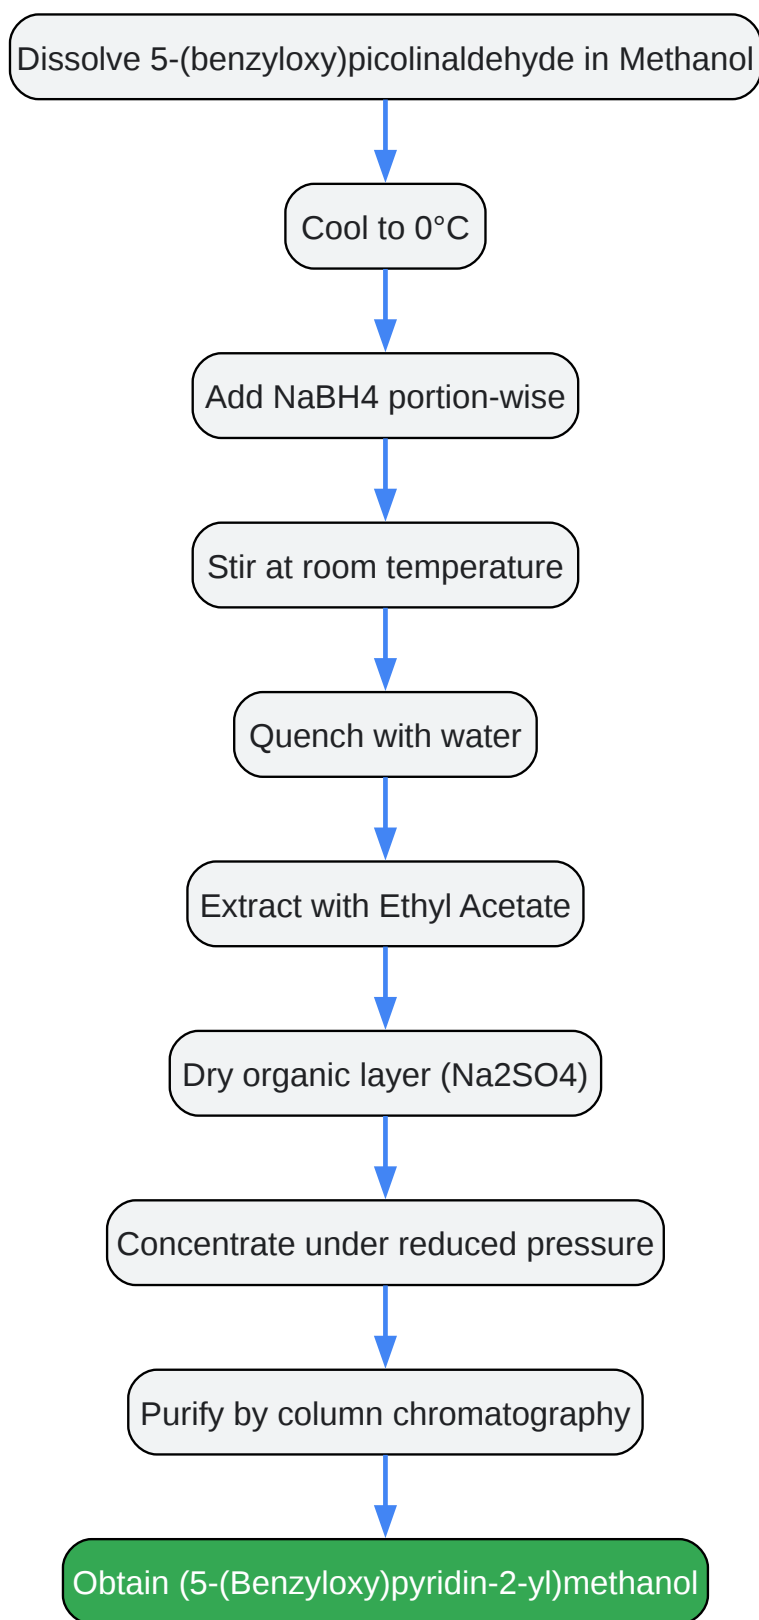 Dissolve 5-(benzyloxy)picolinaldehyde in Methanol
Cool to 0°C
Add NaBH4 portion-wise
Stir at room temperature
Quench with water
Extract with Ethyl Acetate
Dry organic layer (Na2SO4)
Concentrate under reduced pressure
Purify by column chromatography
Obtain (5-(Benzyloxy)pyridin-2-yl)methanol